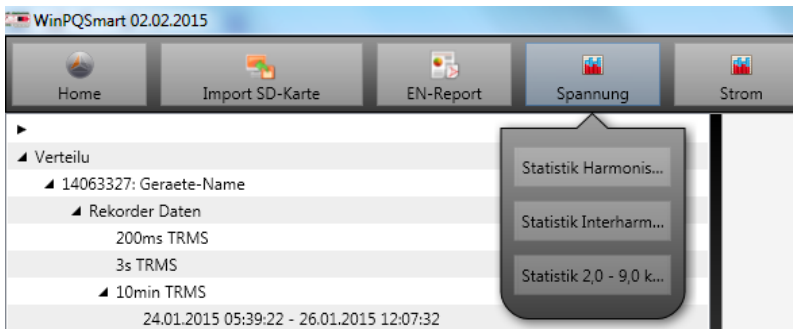 WinPQSmart 02.02.2015
Home Import SD-Karte EN-Report Spannung Strom
Verteilu
14063327: Geraete-Name
Statistik Harmonis...
Rekorder Daten
200ms TRMS
Statistik Interharm...
3s TRMS
10min TRMS
Statistik 2,0 - 9,0 k...
24.01.2015 05:39:22 - 26.01.2015 12:07:32